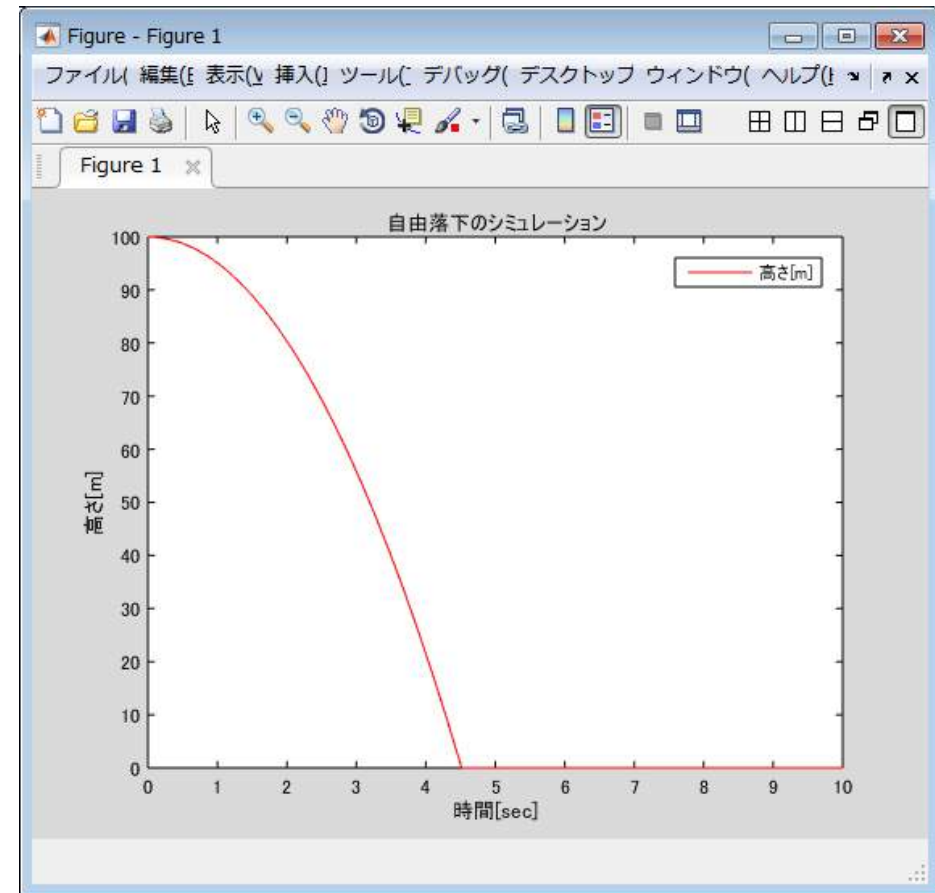 Figure - Figure 1
ファイル( 編集(E 表示(V 挿入(I ツール(T デバッグ( デスクトップ ウィンドウ( ヘルプ(H
Figure 1
自由落下のシミュレーション
高さ[m]
100
90
80
70
60
50
40
30
20
10
0
高さ[m]
0 1 2 3 4 5 6 7 8 9 10
時間[sec]